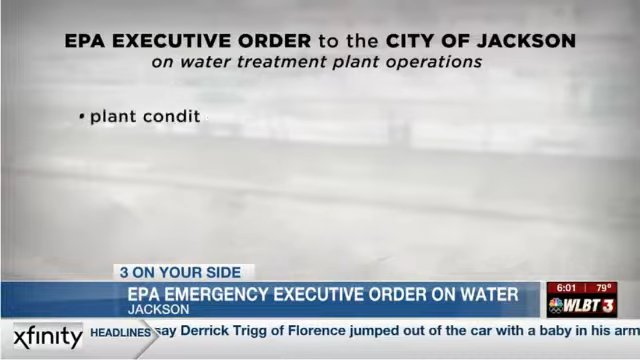 EPA EXECUTIVE ORDER to the CITY OF JACKSON
on water treatment plant operations
• plant condit
3 ON YOUR SIDE
EPA EMERGENCY EXECUTIVE ORDER ON WATER
JACKSON
6:01 79°
WLBT 3
xfinity HEADLINES say Derrick Trigg of Florence jumped out of the car with a baby in his arm